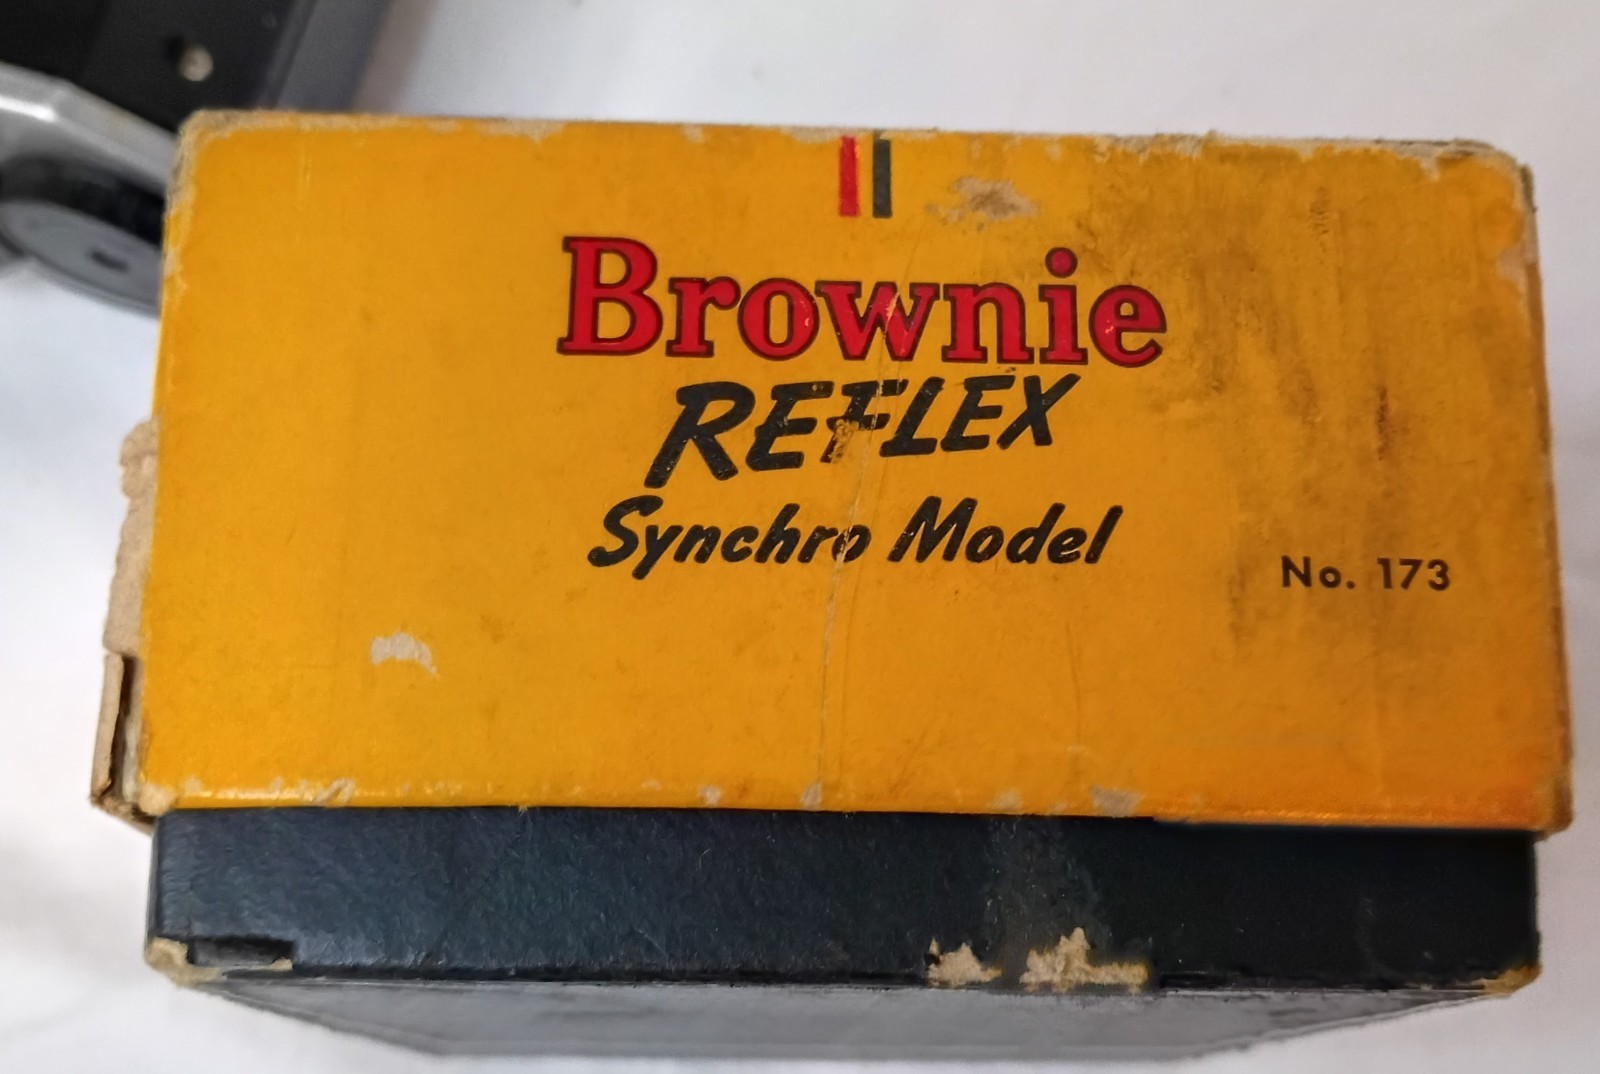 Brownie
REFLEX
Synchro Model
No. 173